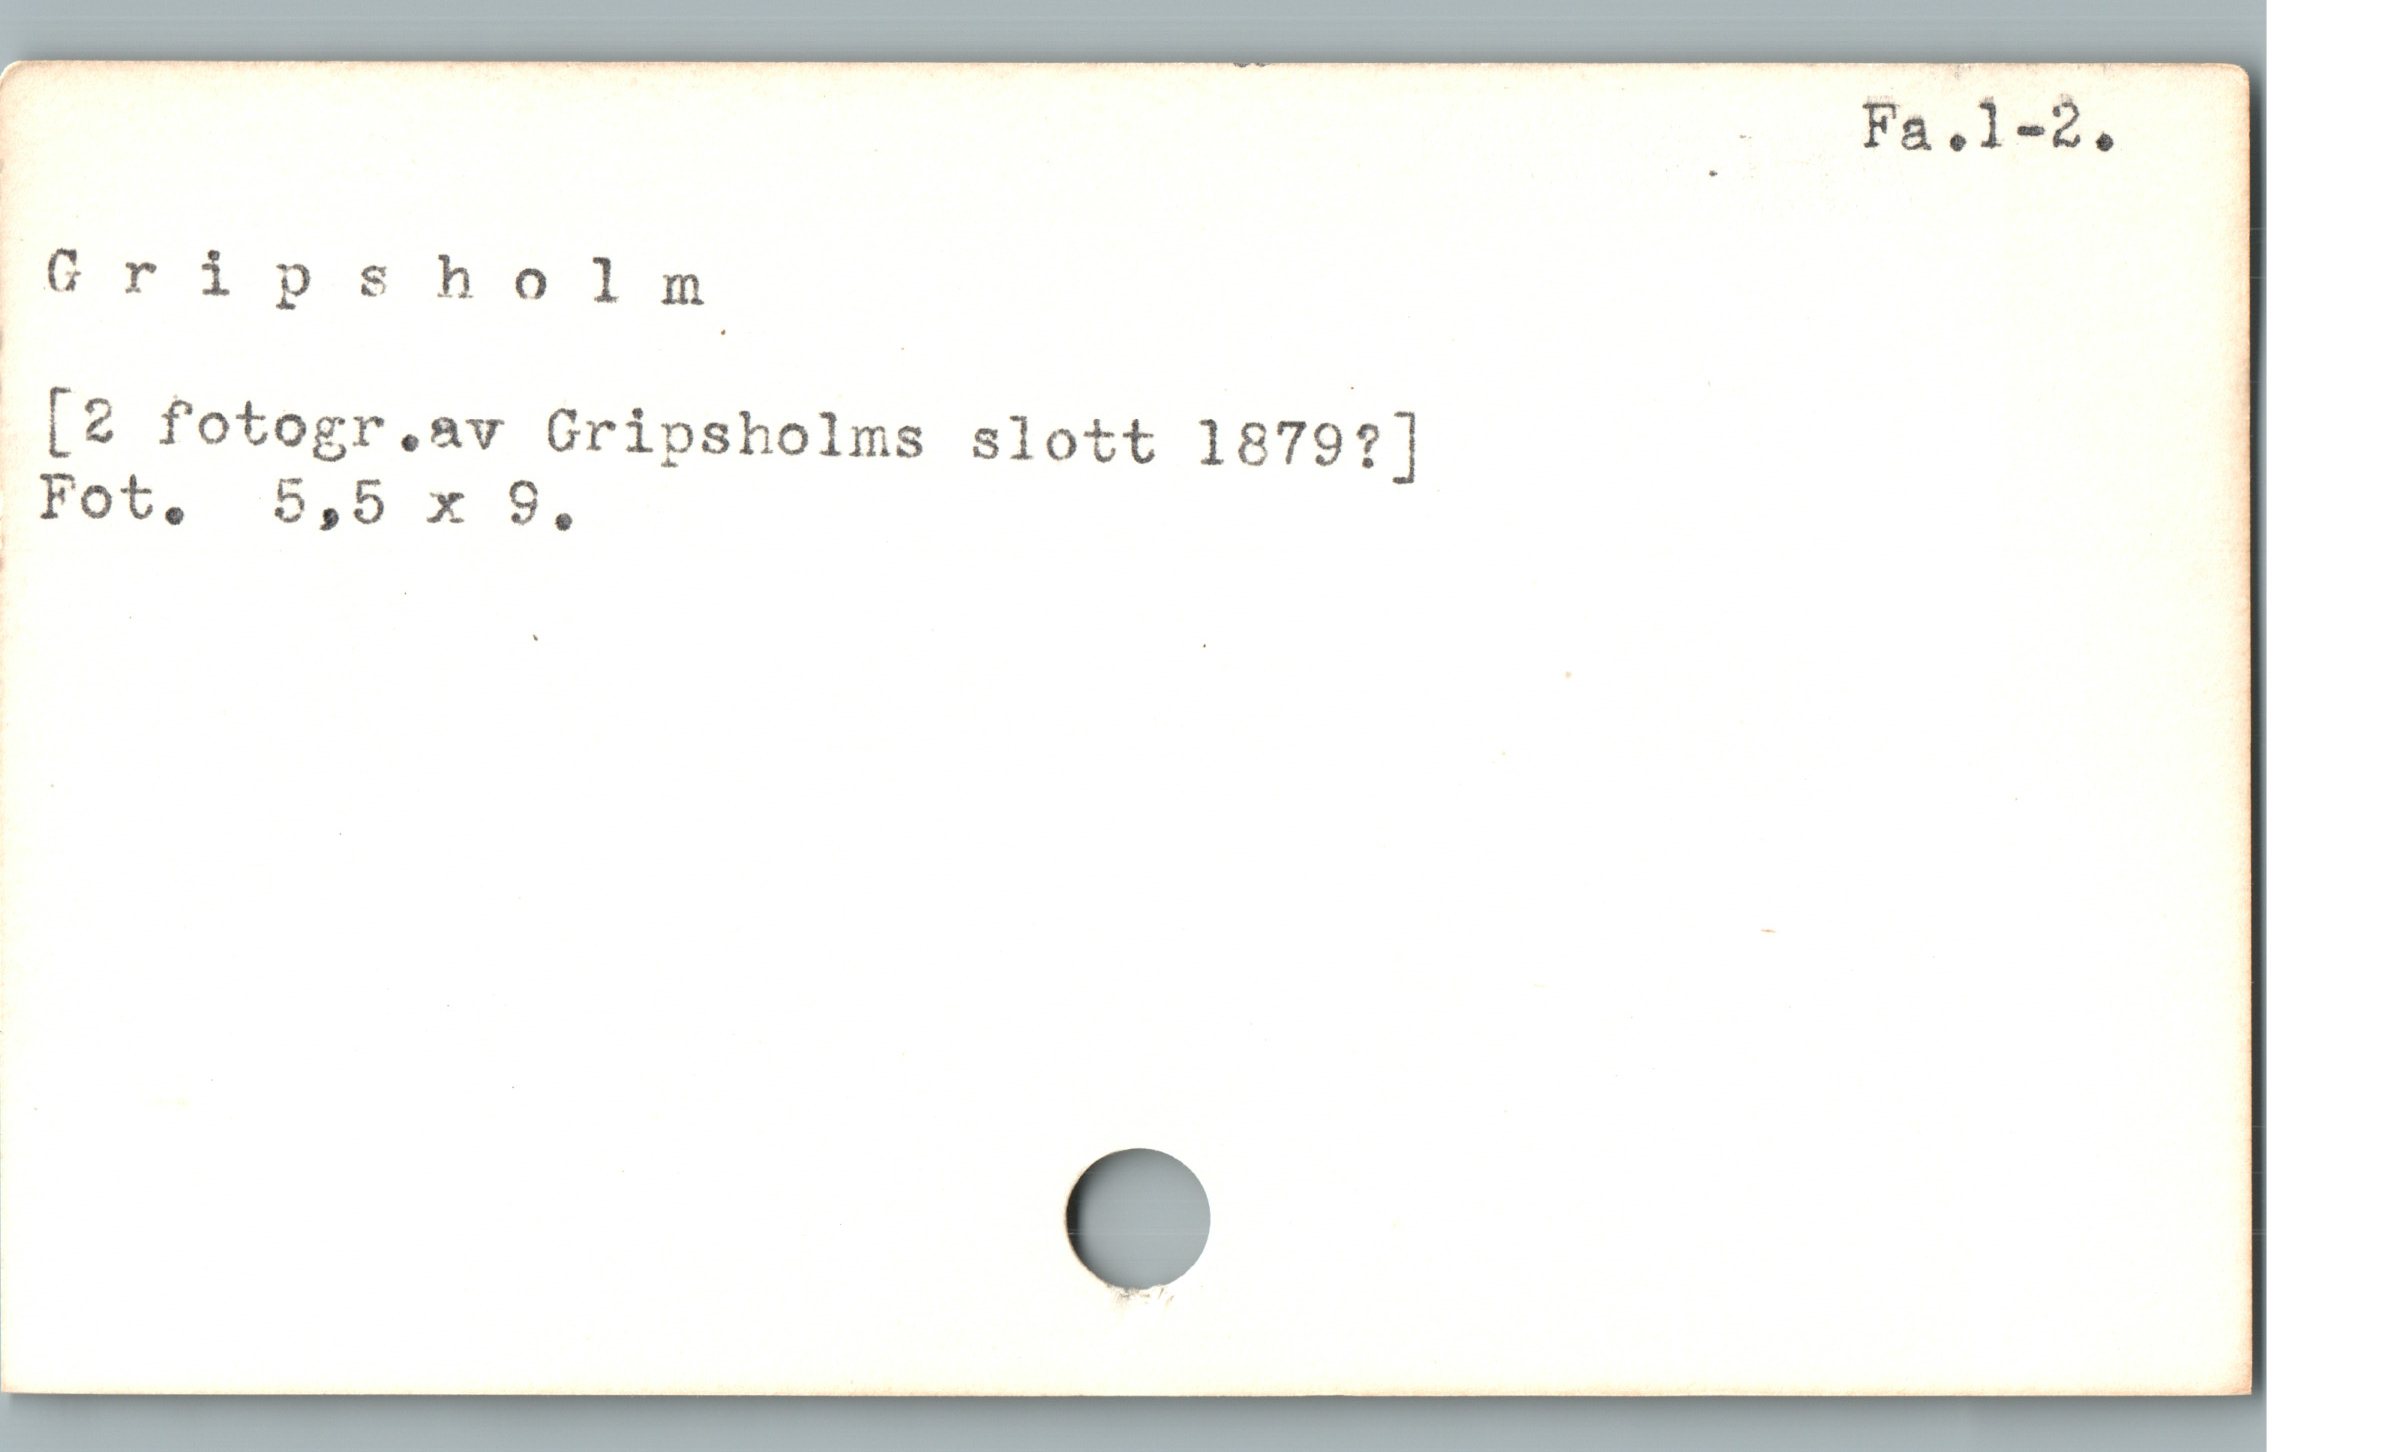 Fa.1-2.
G r i p s h o l m
[2 fotogr.av Gripsholms slott 1879?]
Fot.  5,5 x 9.